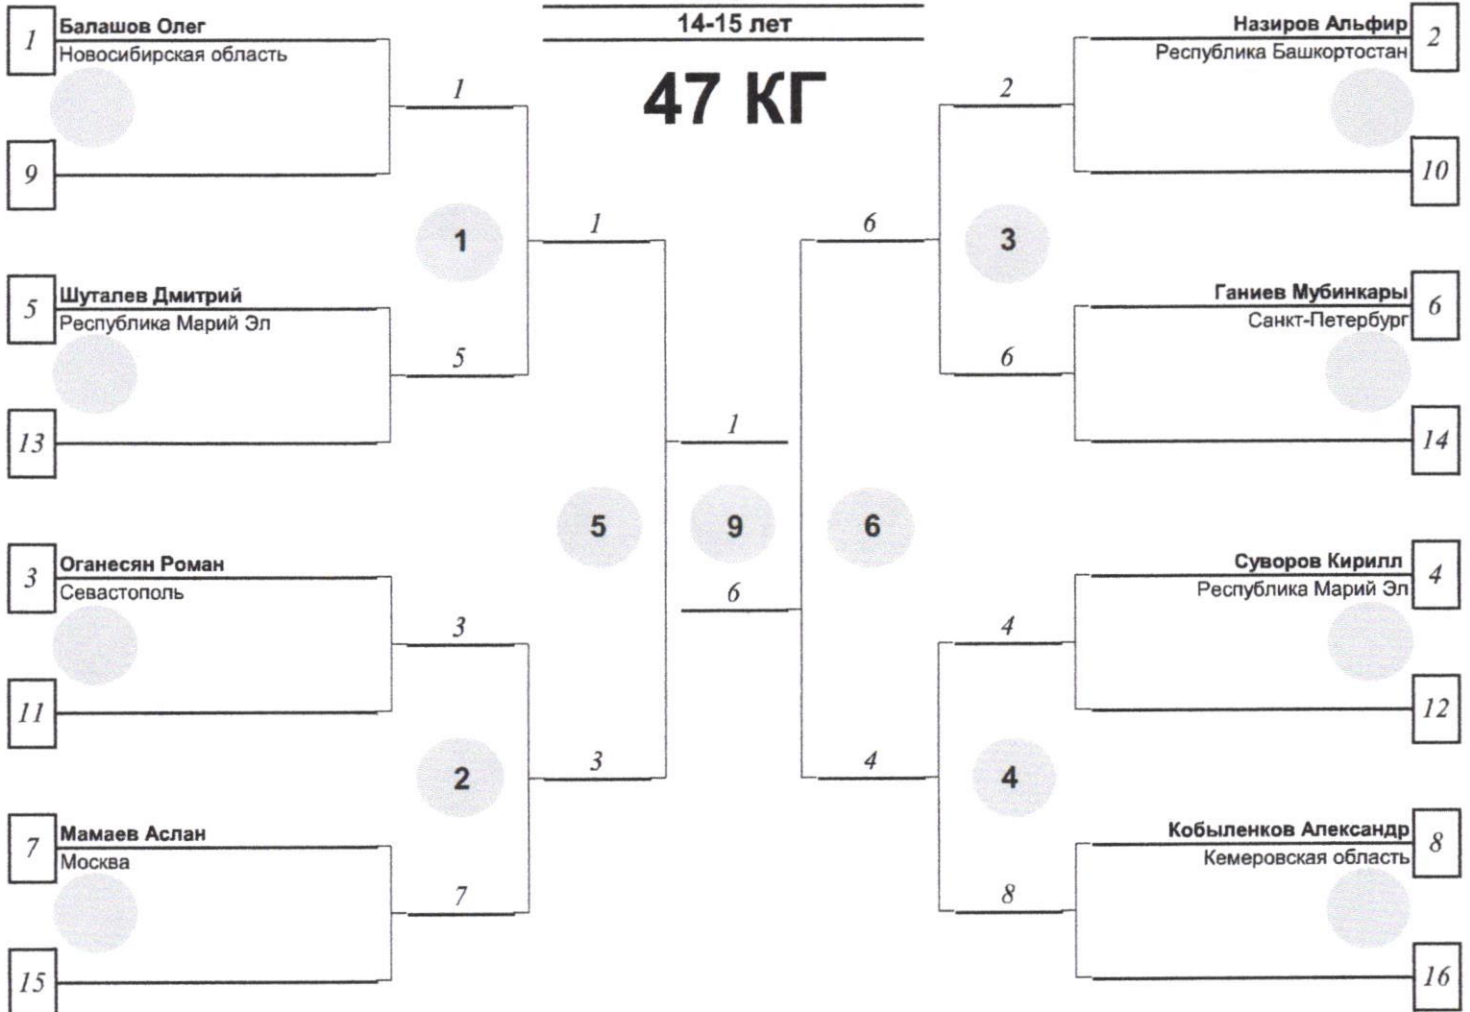 14-15 лет
47 КГ
1
Балашов Олег
Новосибирская область
9
5
Шуталев Дмитрий
Республика Марий Эл
13
3
Оганесян Роман
Севастополь
11
7
Мамаев Аслан
Москва
15
1
5
3
7
1
2
1
3
5
1
9
6
6
6
4
3
4
2
6
4
8
Назиров Альфир
2
Республика Башкортостан
10
Ганиев Мубинкары
6
Санкт-Петербург
14
Суворов Кирилл
4
Республика Марий Эл
12
Кобыленков Александр
8
Кемеровская область
16